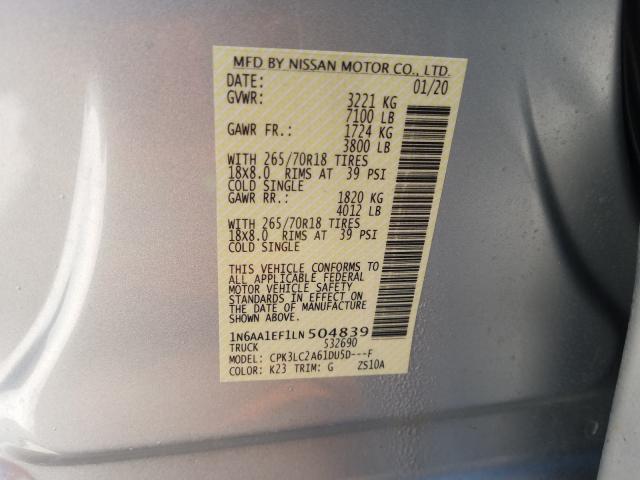 MFD BY NISSAN MOTOR CO., LTD.
DATE: 01/20
GVWR: 3221 KG
7100 LB
GAWR FR.: 1724 KG
3800 LB
WITH 265/70R18 TIRES
18X8.0 RIMS AT 39 PSI
COLD SINGLE
GAWR RR.: 1820 KG
4012 LB
WITH 265/70R18 TIRES
18X8.0 RIMS AT 39 PSI
COLD SINGLE
THIS VEHICLE CONFORMS TO
ALL APPLICABLE FEDERAL
MOTOR VEHICLE SAFETY
STANDARDS IN EFFECT ON
THE DATE OF MANUFACTURE
SHOWN ABOVE.
1N6AA1EF1LN504839
TRUCK 532690
MODEL: CPK3LC2A61DU5D---F
COLOR: K23 TRIM: G ZS10A